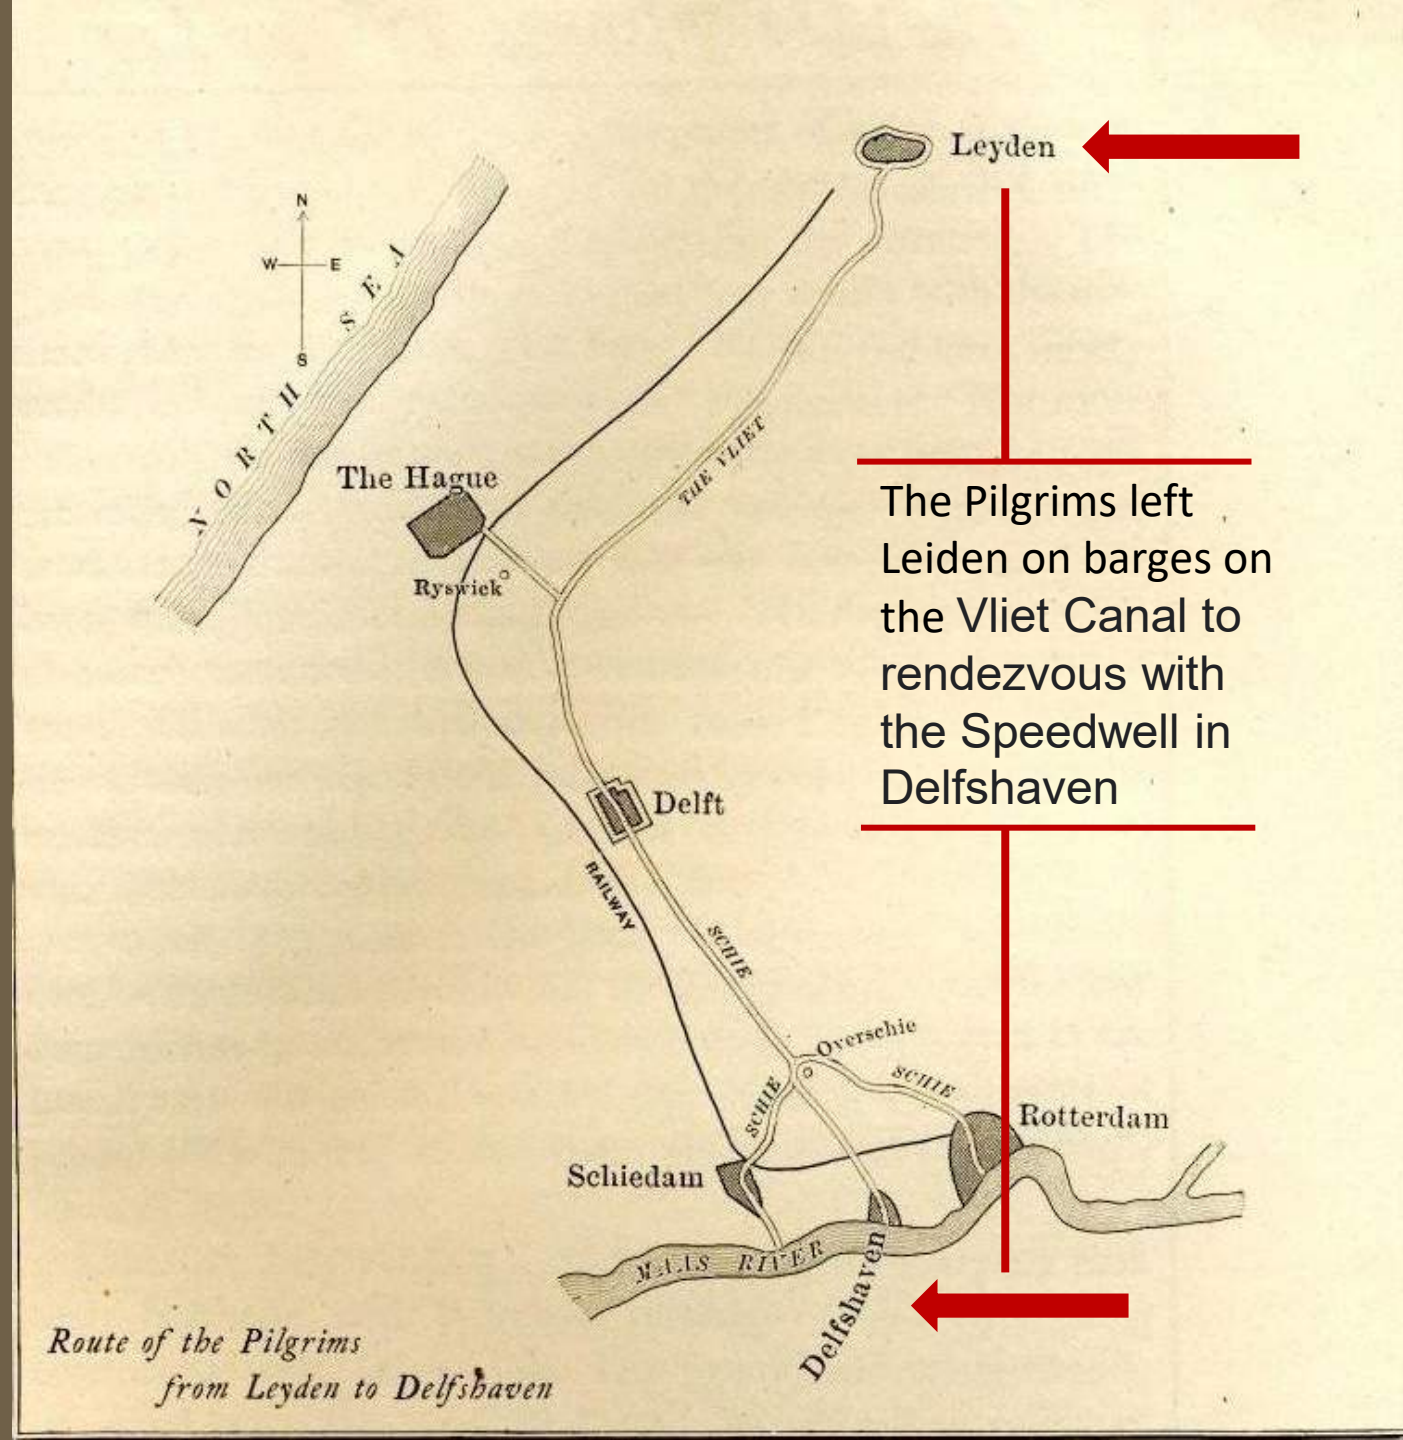 Leyden
N
W E
S
NORTH SEA
THE VLIET
The Hague
Ryswick
The Pilgrims left
Leiden on barges on
the Vliet Canal to
rendezvous with
the Speedwell in
Delfshaven
Delft
RAILWAY
SCHIE
Overschie
SCHIE
SCHIE
Rotterdam
Schiedam
MAAS RIVER
Delfshaven
Route of the Pilgrims
from Leyden to Delfshaven